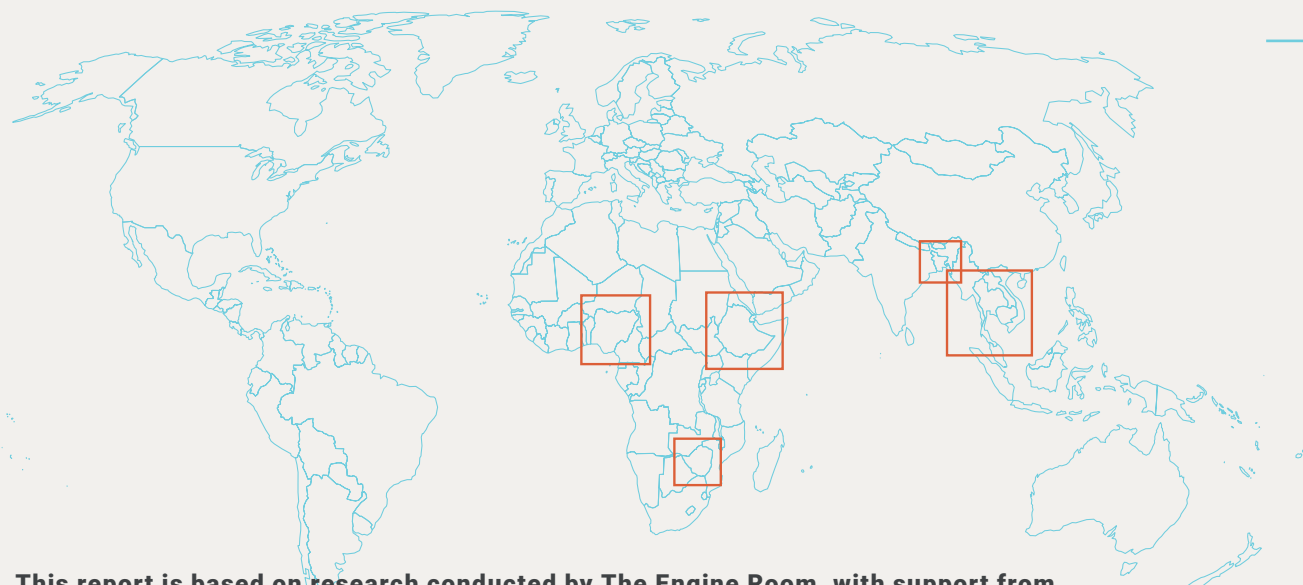 This report is based on research conducted by The Engine Room, with support from